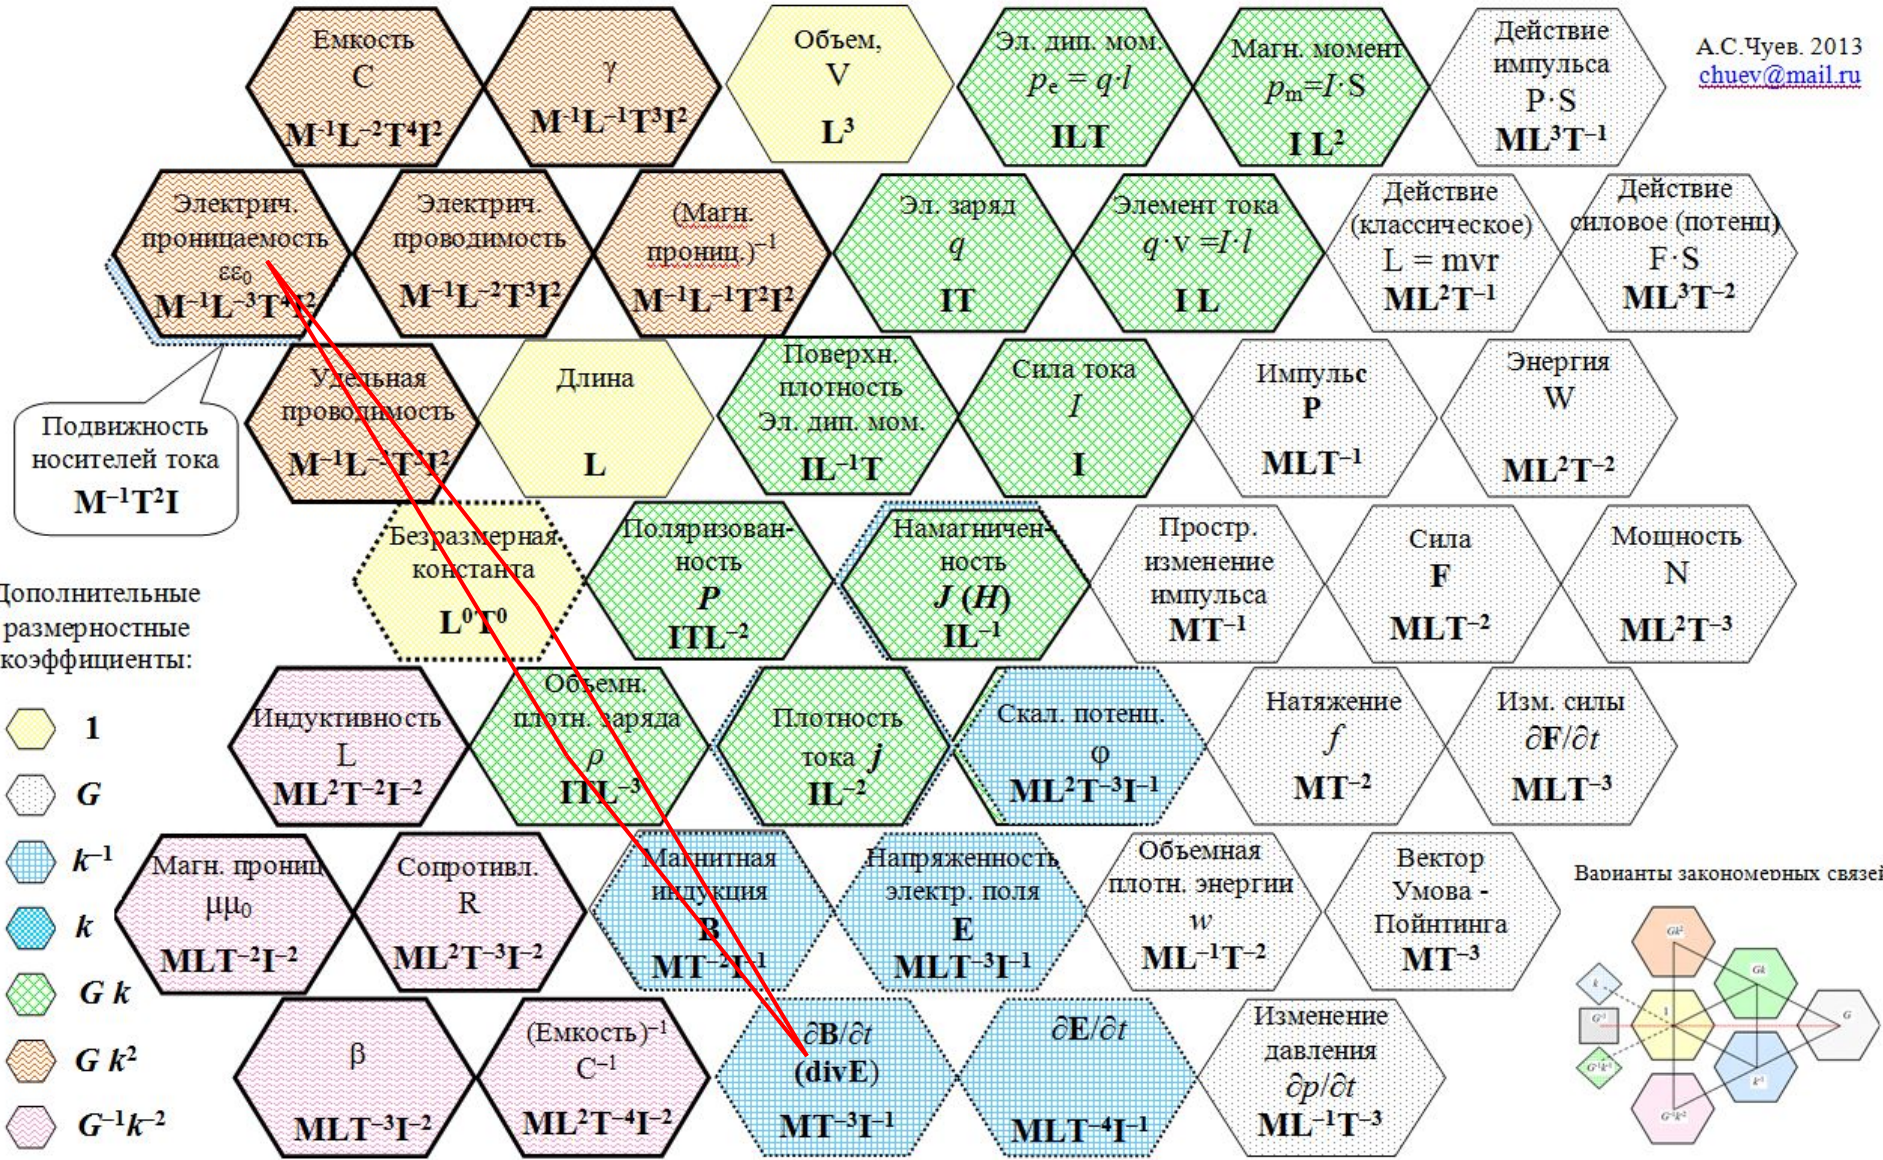 Емкость
C
M⁻¹L⁻²T⁴I²
γ
M⁻¹L⁻¹T³I²
Объем,
V
L³
Эл. дип. мом.
pₑ = q·l
ILT
Магн. момент
pₘ=I·S
I L²
Действие
импульса
P·S
ML³T⁻¹
А.С.Чуев. 2013
chuev@mail.ru
Электрич.
проницаемость
εε₀
M⁻¹L⁻³T⁴I²
Электрич.
проводимость
M⁻¹L⁻²T³I²
(Магн.
прониц.)⁻¹
M⁻¹L⁻¹T²I²
Эл. заряд
q
IT
Элемент тока
q·v =I·l
I L
Действие
(классическое)
L = mvr
ML²T⁻¹
Действие
силовое (потенц)
F·S
ML³T⁻²
Подвижность
носителей тока
M⁻¹T²I
Удельная
проводимость
Длина
L
Поверхн.
плотность
Эл. дип. мом.
IL⁻¹T
Сила тока
I
I
Импульс
P
MLT⁻¹
Энергия
W
ML²T⁻²
Безразмерная
константа
L⁰T⁰
Поляризован-
ность
P
ITL⁻²
Намагничен-
ность
J (H)
IL⁻¹
Простр.
изменение
импульса
MT⁻¹
Сила
F
MLT⁻²
Мощность
N
ML²T⁻³
Дополнительные
размерностные
коэффициенты:
1
G
k⁻¹
k
G k
G k²
G⁻¹k⁻²
Индуктивность
L
ML²T⁻²I⁻²
Объемн.
плотн. заряда
ρ
ITL⁻³
Плотность
тока j
IL⁻²
Скал. потенц.
φ
ML²T⁻³I⁻¹
Натяжение
f
MT⁻²
Изм. силы
∂F/∂t
MLT⁻³
Магн. прониц
μμ₀
MLT⁻²I⁻²
Сопротивл.
R
ML²T⁻³I⁻²
Магнитная
индукция
B
MT⁻²I⁻¹
Напряженность
электр. поля
E
MLT⁻³I⁻¹
Объемная
плотн. энергии
w
ML⁻¹T⁻²
Вектор
Умова -
Пойнтинга
MT⁻³
β
MLT⁻³I⁻²
(Емкость)⁻¹
C⁻¹
ML²T⁻⁴I⁻²
∂B/∂t
(divE)
MT⁻³I⁻¹
∂E/∂t
MLT⁻⁴I⁻¹
Изменение
давления
∂p/∂t
ML⁻¹T⁻³
Варианты закономерных связей
Gk²
Gk
k
1
G⁻¹
G
k⁻¹
G⁻¹k⁻²